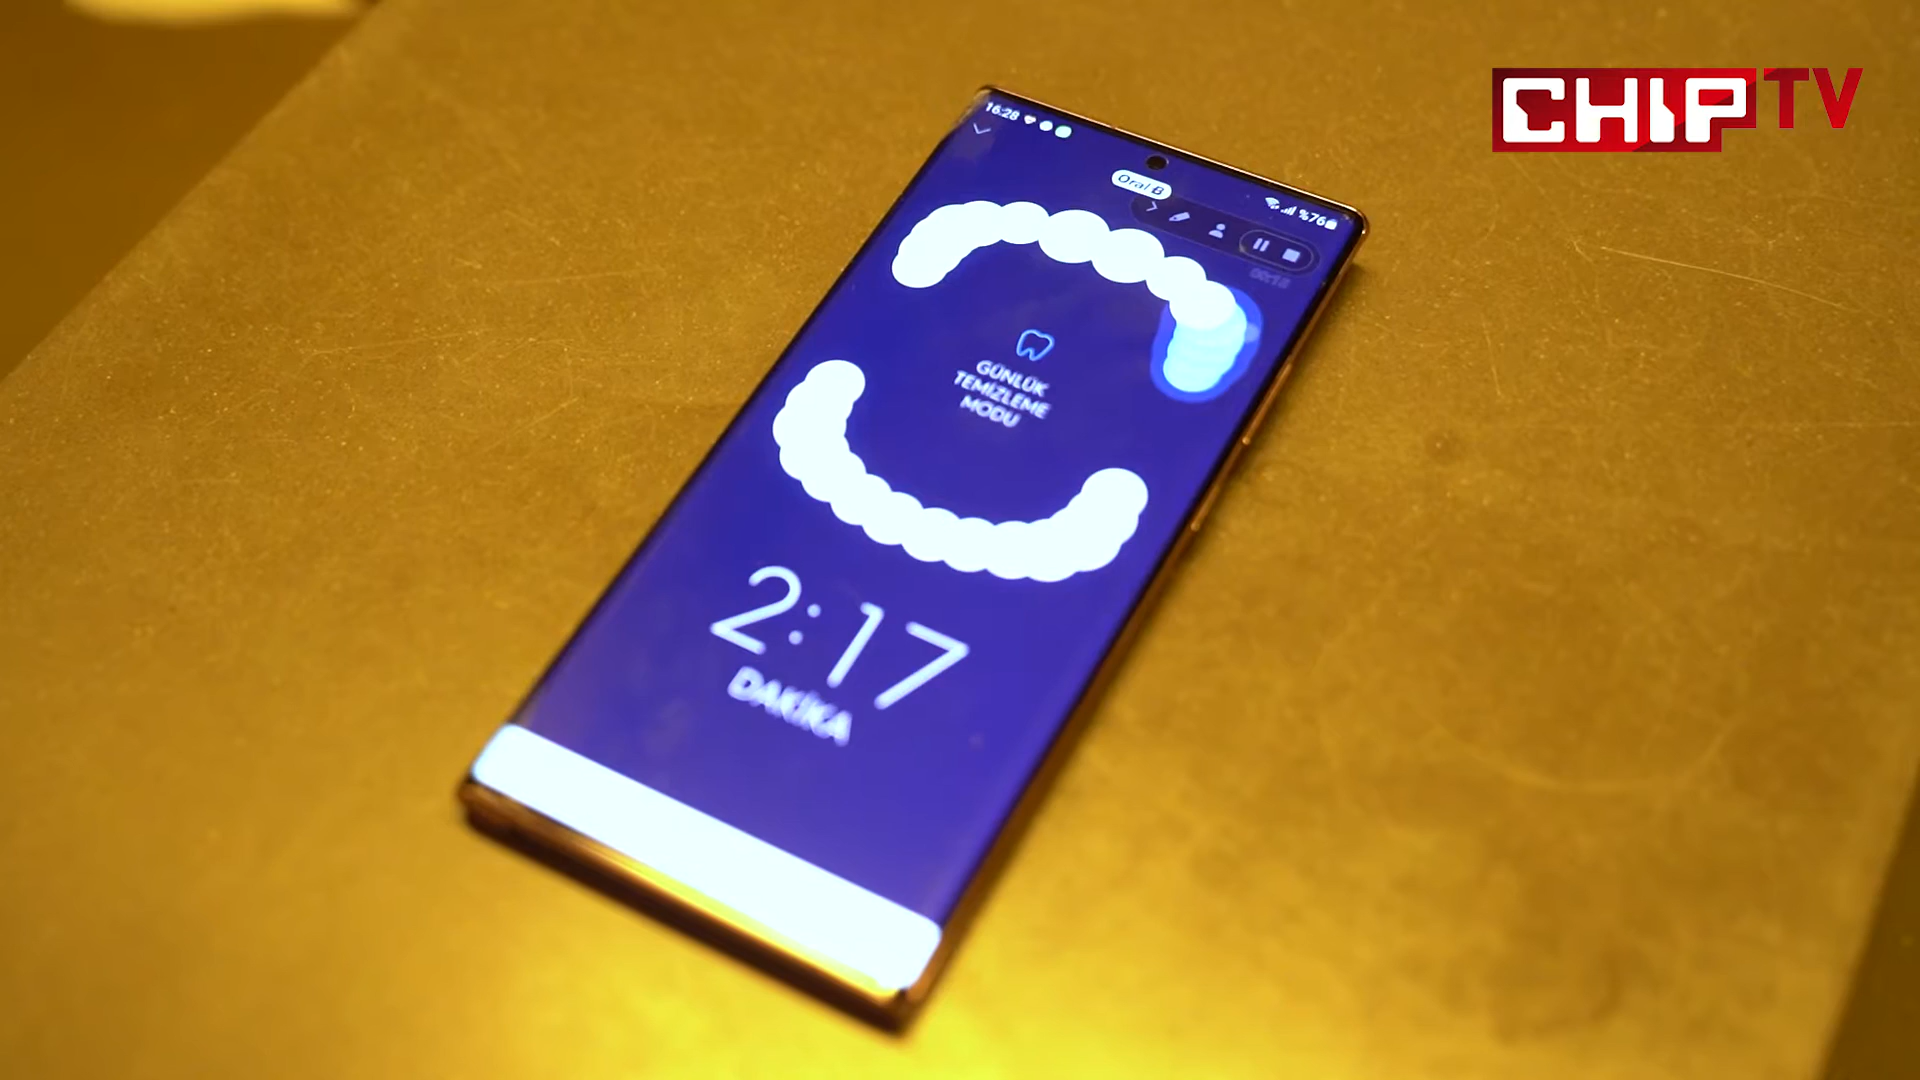 CHIP TV
16:28
%76
Oral B
GÜNLÜK
TEMİZLEME
MODU
2:17
DAKİKA